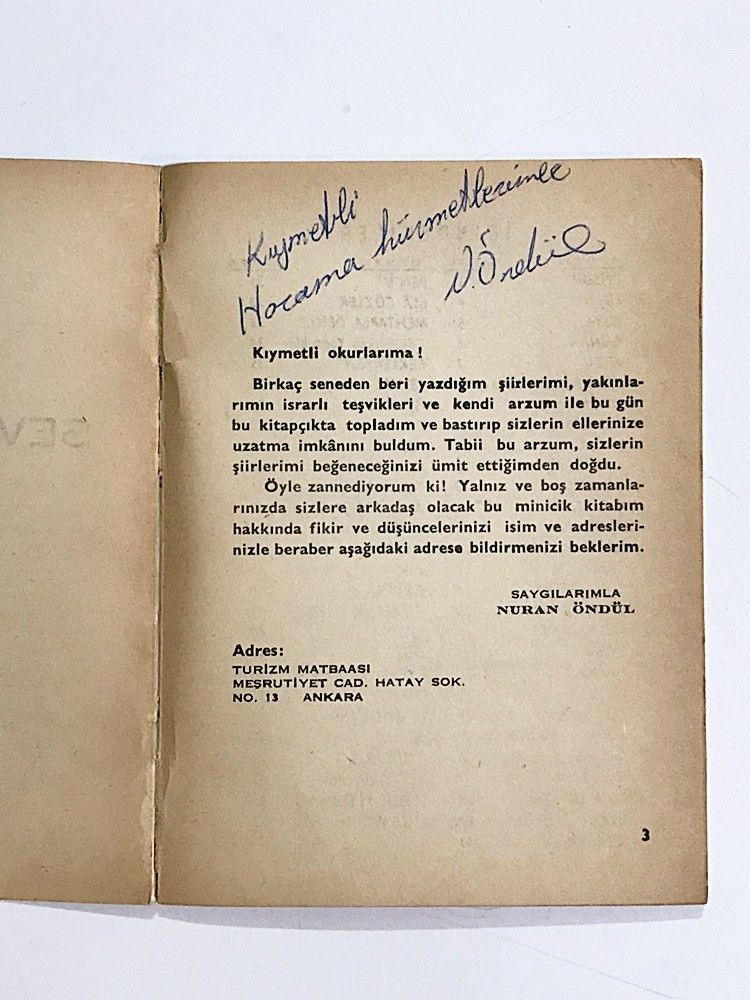 Kıymetli
Hocama hürmetlerimle
N. Öndül
Kıymetli okurlarıma !
Birkaç seneden beri yazdığım şiizlerimi, yakınla-
rımın israrlı teşvikleri ve kendi arzum ile bu gün
bu kitapçıkta topladım ve bastırıp sizlerin ellerinize
uzatma imkânını buldum. Tabii bu arzum, sizlerin
şiirlerimi beğeneceğinizi ümit ettiğimden doğdu.
Öyle zannediyorum ki! Yalnız ve boş zamanla-
rınızda sizlere arkadaş olacak bu minicik kitabım
hakkında fikir ve düşüncelerinizi isim ve adresleri-
nizle beraber aşağıdaki adrese bildirmenizi beklerim.
SAYGILARIMLA
NURAN ÖNDÜL
Adres:
TURİZM MATBAASI
MEŞRUTİYET CAD. HATAY SOK.
NO. 13 ANKARA
3